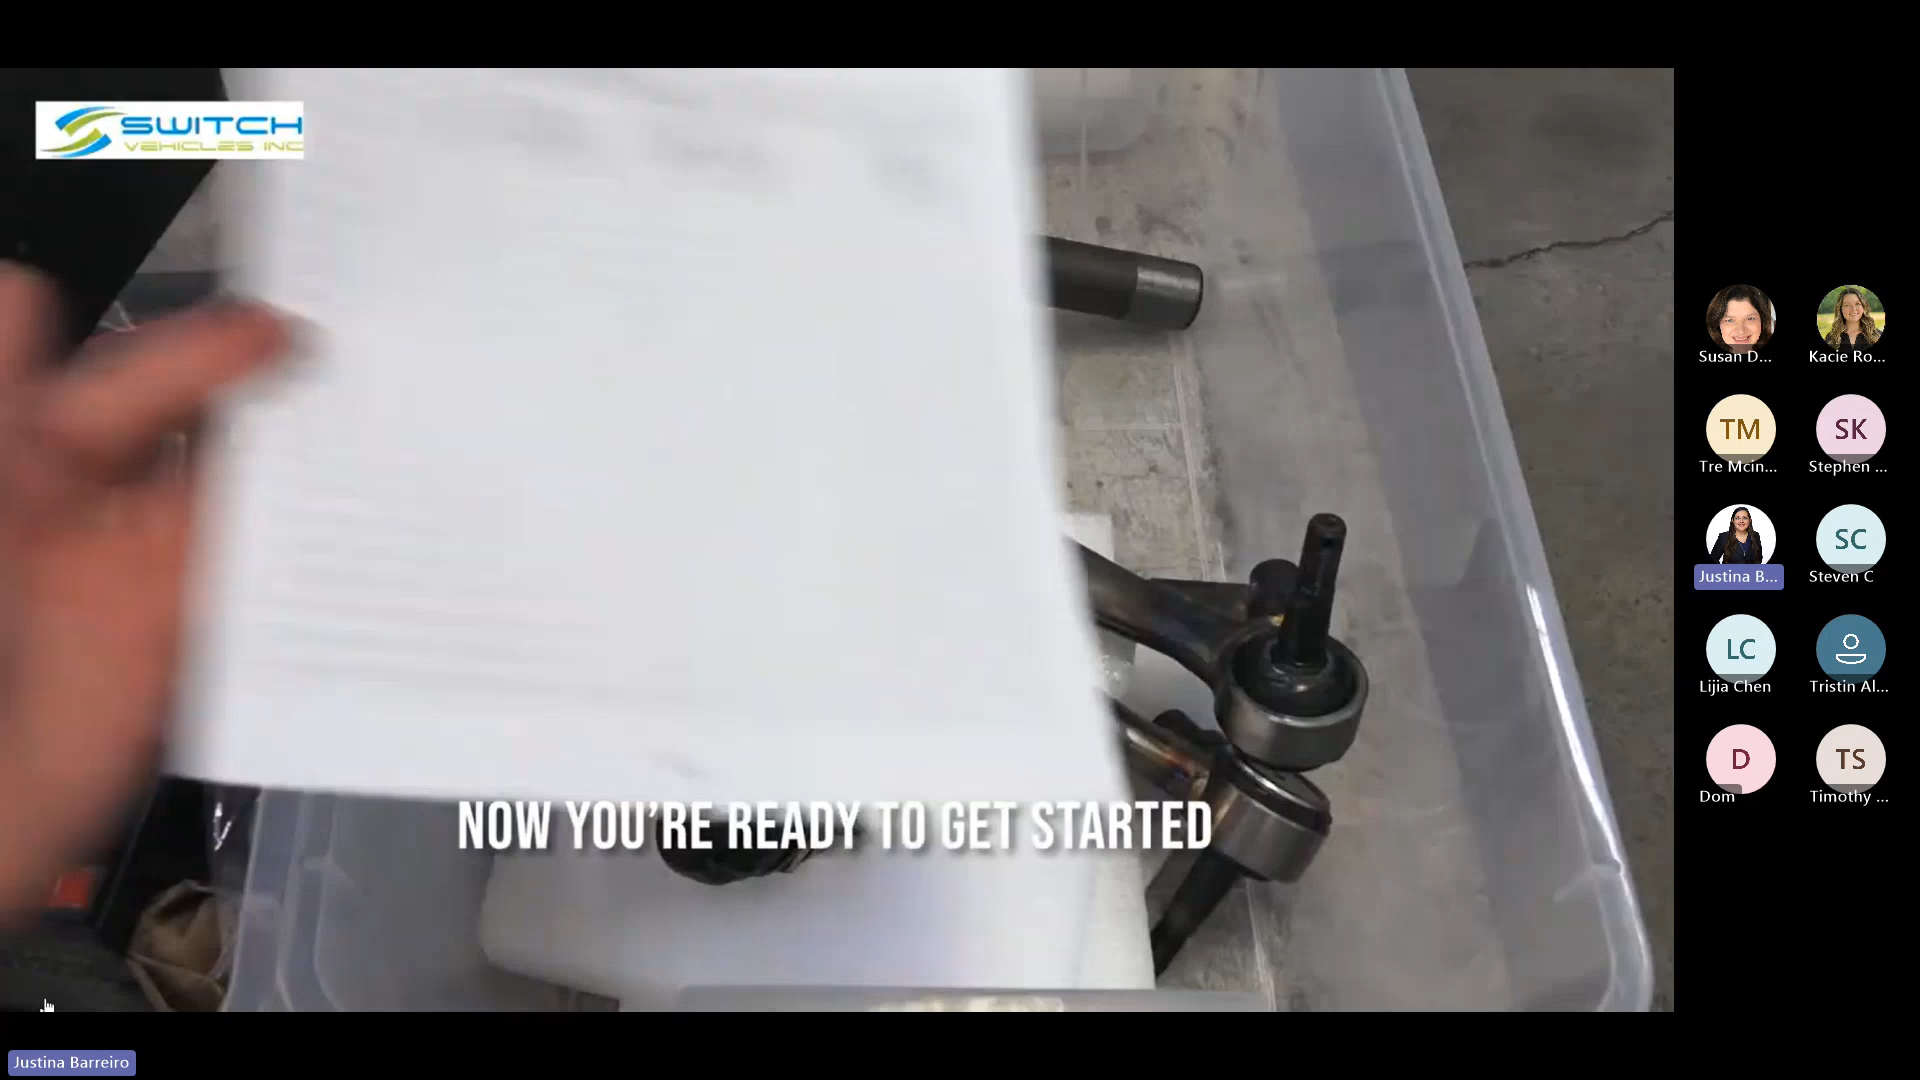 SWITCH
VEHICLES INC
NOW YOU'RE READY TO GET STARTED
Susan D...
Kacie Ro...
TM
SK
Tre Mcin...
Stephen ...
Justina B...
SC
Steven C
LC
Lijia Chen
Tristin Al...
D
TS
Dom
Timothy ...
Justina Barreiro